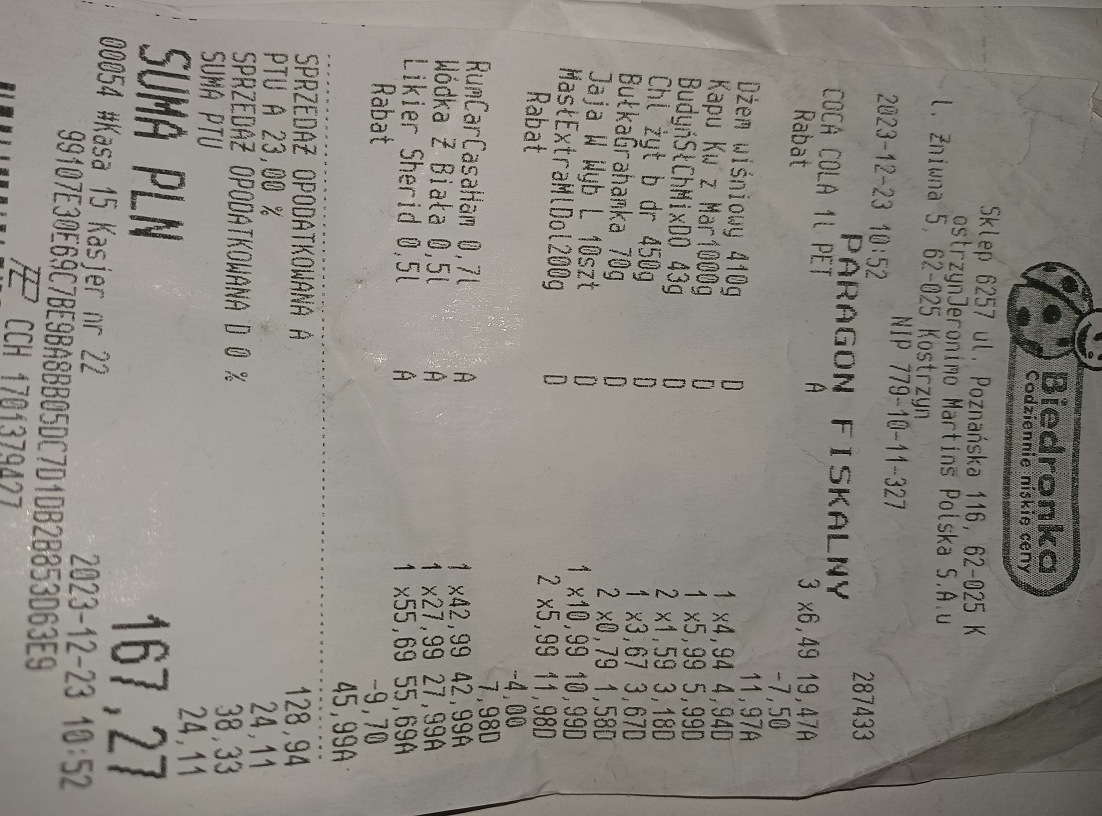 Biedronka
Codziennie niskie ceny
Sklep 6257 ul. Poznańska 116, 62-025 K
ostrzynJeronimo Martins Polska S.A.u
l. Żniwna 5, 62-025 Kostrzyn
NIP 779-10-11-327
2023-12-23 10:52 287433
PARAGON FISKALNY
COCA COLA 1l PET A 3 x6,49 19,47A
Rabat -7,50
11,97A
Dżem wiśniowy 410g D 1 x4,94 4,94D
Kapu Kw z Mar1000g D 1 x5,99 5,99D
BudyńStChMixDO 43g D 2 x1,59 3,18D
Chl żyt b dr 450g D 1 x3,67 3,67D
BułkaGrahamka 70g D 2 x0,79 1,58D
Jaja W Wyb L 10szt D 1 x10,99 10,99D
MasłExtraMlDol200g D 2 x5,99 11,98D
Rabat -4,00
7,98D
RumCarCasaHam 0,7l A 1 x42,99 42,99A
Wódka Ż Biała 0,5l A 1 x27,99 27,99A
Likier Sherid 0,5l A 1 x55,69 55,69A
Rabat -9,70
45,99A
SPRZEDAŻ OPODATKOWANA A 128,94
PTU A 23,00 % 24,11
SPRZEDAŻ OPODATKOWANA D 0 % 38,33
SUMA PTU 24,11
SUMA PLN 167,27
00054 #Kasa 15 Kasjer nr 22 2023-12-23 10:52
99107E30E69C7BE9BA8BB05DC7D1DB2B853D63E9
CCH 1701379427